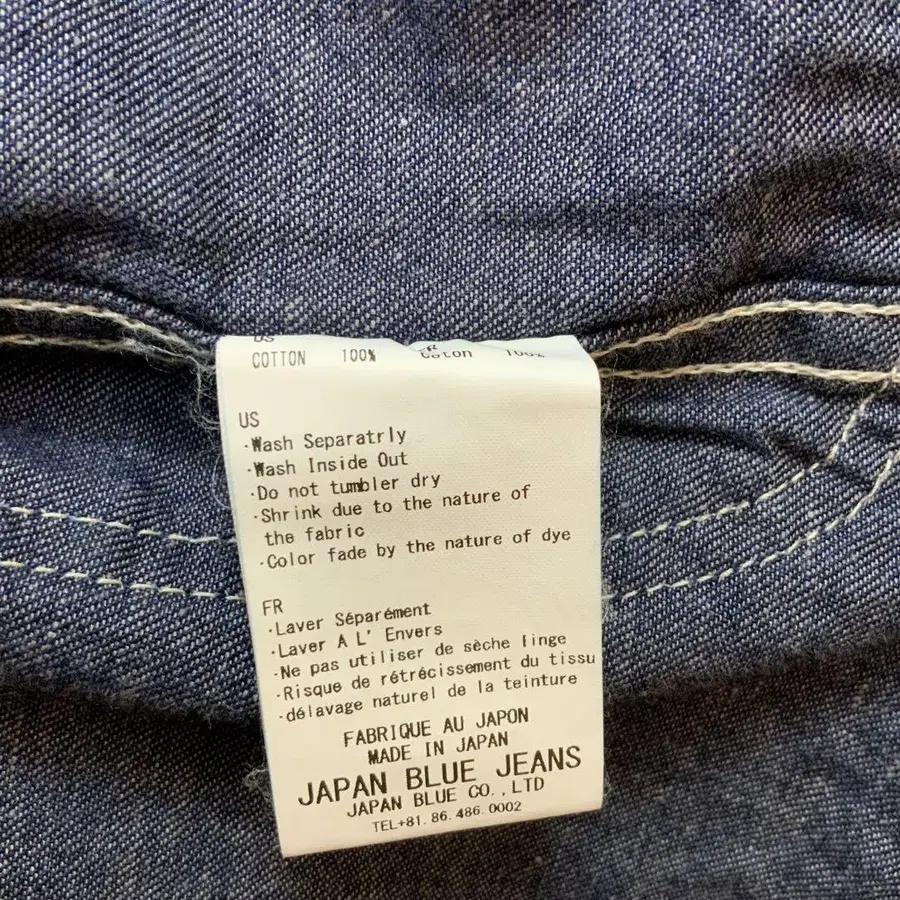 US
COTTON 100% FR Coton 100%
US
·Wash Separatrly
·Wash Inside Out
·Do not tumbler dry
·Shrink due to the nature of
the fabric
·Color fade by the nature of dye
FR
·Laver Séparément
·Laver A L' Envers
·Ne pas utiliser de sèche linge
·Risque de rétrécissement du tissu
·délavage naturel de la teinture
FABRIQUE AU JAPON
MADE IN JAPAN
JAPAN BLUE JEANS
JAPAN BLUE CO.,LTD
TEL+81.86.486.0002